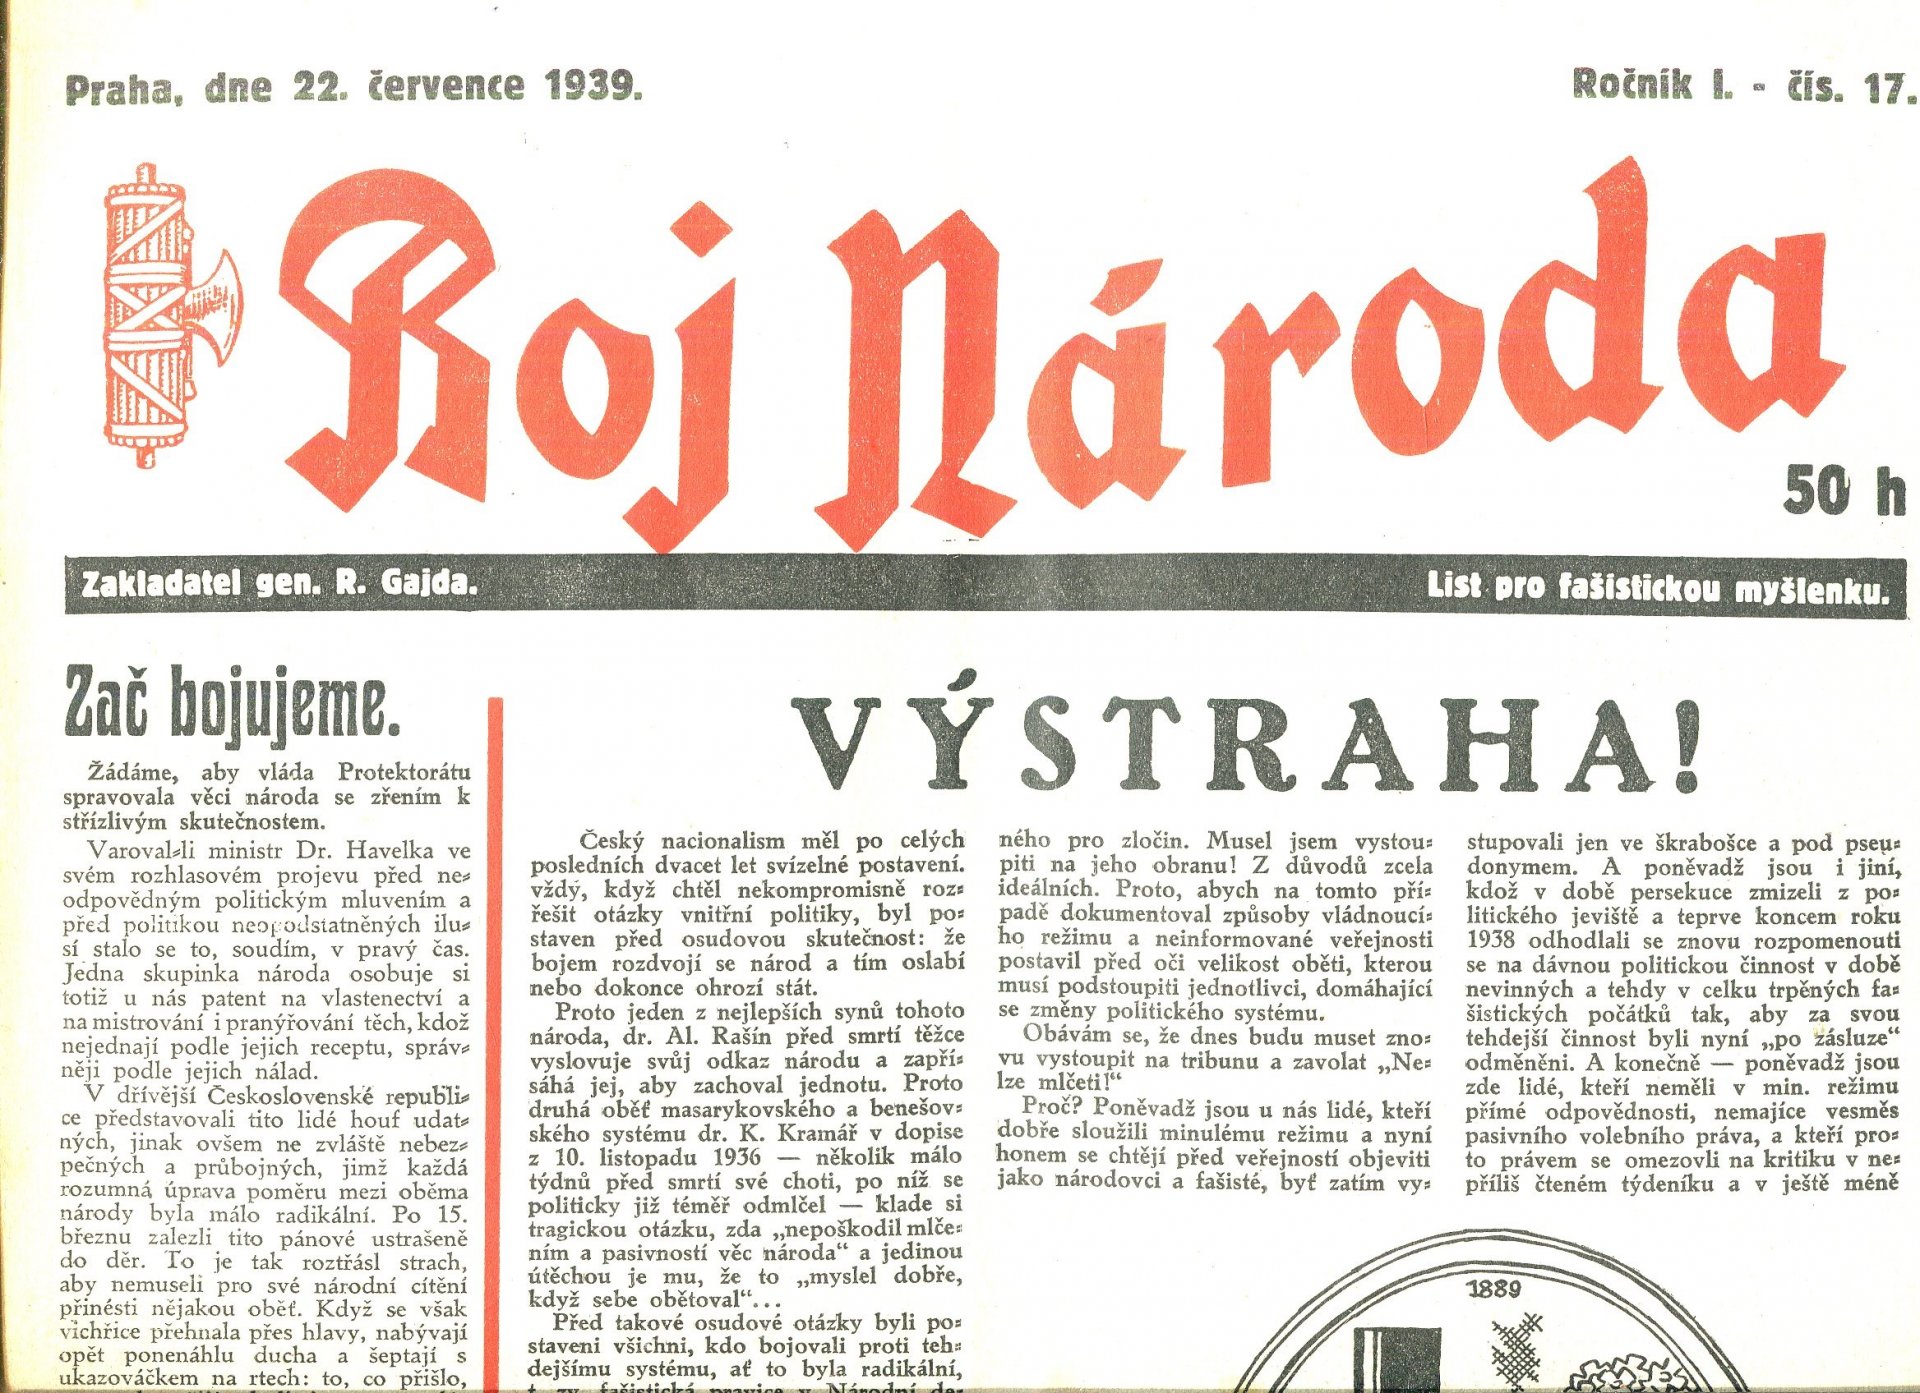 Praha, dne 22. července 1939.
Ročník I. - čís. 17.
Boj Národa
50 h
Zakladatel gen. R. Gajda.
List pro fašistickou myšlenku.
Zač bojujeme.
Žádáme, aby vláda Protektorátu
spravovala věci národa se zřením k
střízlivým skutečnostem.
Varoval-li ministr Dr. Havelka ve
svém rozhlasovém projevu před ne-
odpovědným politickým mluvením a
před politikou neopodstatněných ilu-
sí stalo se to, soudím, v pravý čas.
Jedna skupinka národa osobuje si
totiž u nás patent na vlastenectví a
na mistrování i pranýřování těch, kdož
nejednají podle jejich receptu, správ-
něji podle jejich nálad.
V dřívější Československé republi-
ce představovali tito lidé houf udat-
ných, jinak ovšem ne zvláště nebez-
pečných a průbojných, jimž každá
rozumná úprava poměru mezi oběma
národy byla málo radikální. Po 15.
březnu zalezli tito pánové ustrašeně
do děr. To je tak roztřásl strach,
aby nemuseli pro své národní cítění
přinésti nějakou oběť. Když se však
vichřice přehnala přes hlavy, nabývají
opět ponenáhlu ducha a šeptají s
ukazováčkem na rtech: to, co přišlo,
VÝSTRAHA!
Český nacionalism měl po celých
posledních dvacet let svízelné postavení.
vždy, když chtěl nekompromisně roz-
řešit otázky vnitřní politiky, byl po-
staven před osudovou skutečnost: že
bojem rozdvojí se národ a tím oslabí
nebo dokonce ohrozí stát.
Proto jeden z nejlepších synů tohoto
národa, dr. Al. Rašín před smrtí těžce
vyslovuje svůj odkaz národu a zapří-
sáhá jej, aby zachoval jednotu. Proto
druhá oběť masarykovského a benešov-
ského systému dr. K. Kramář v dopise
z 10. listopadu 1936 — několik málo
týdnů před smrtí své choti, po níž se
politicky již téměř odmlčel — klade si
tragickou otázku, zda „nepoškodil mlče-
ním a pasivností věc národa“ a jedinou
útěchou je mu, že to „myslel dobře,
když sebe obětoval“...
Před takové osudové otázky byli po-
staveni všichni, kdo bojovali proti teh-
dejšímu systému, ať to byla radikální,
t. zv. fašistická pravice v Národní de-
ného pro zločin. Musel jsem vystou-
piti na jeho obranu! Z důvodů zcela
ideálních. Proto, abych na tomto pří-
padě dokumentoval způsoby vládnoucí-
ho režimu a neinformované veřejnosti
postavil před oči velikost oběti, kterou
musí podstoupiti jednotlivci, domáhající
se změny politického systému.
Obávám se, že dnes budu muset zno-
vu vystoupit na tribunu a zavolat „Ne-
lze mlčeti!“
Proč? Poněvadž jsou u nás lidé, kteří
dobře sloužili minulému režimu a nyní
honem se chtějí před veřejností objeviti
jako národovci a fašisté, byť zatím vy-
stupovali jen ve škrabošce a pod pseu-
donymem. A poněvadž jsou i jiní,
kdož v době persekuce zmizeli z po-
litického jeviště a teprve koncem roku
1938 odhodlali se znovu rozpomenouti
se na dávnou politickou činnost v době
nevinných a tehdy v celku trpěných fa-
šistických počátků tak, aby za svou
tehdejší činnost byli nyní „po zásluze“
odměněni. A konečně — poněvadž jsou
zde lidé, kteří neměli v min. režimu
přímé odpovědnosti, nemajíce vesměs
pasivního volebního práva, a kteří pro-
to právem se omezovli na kritiku v ne-
příliš čteném týdeníku a v ještě méně
1889